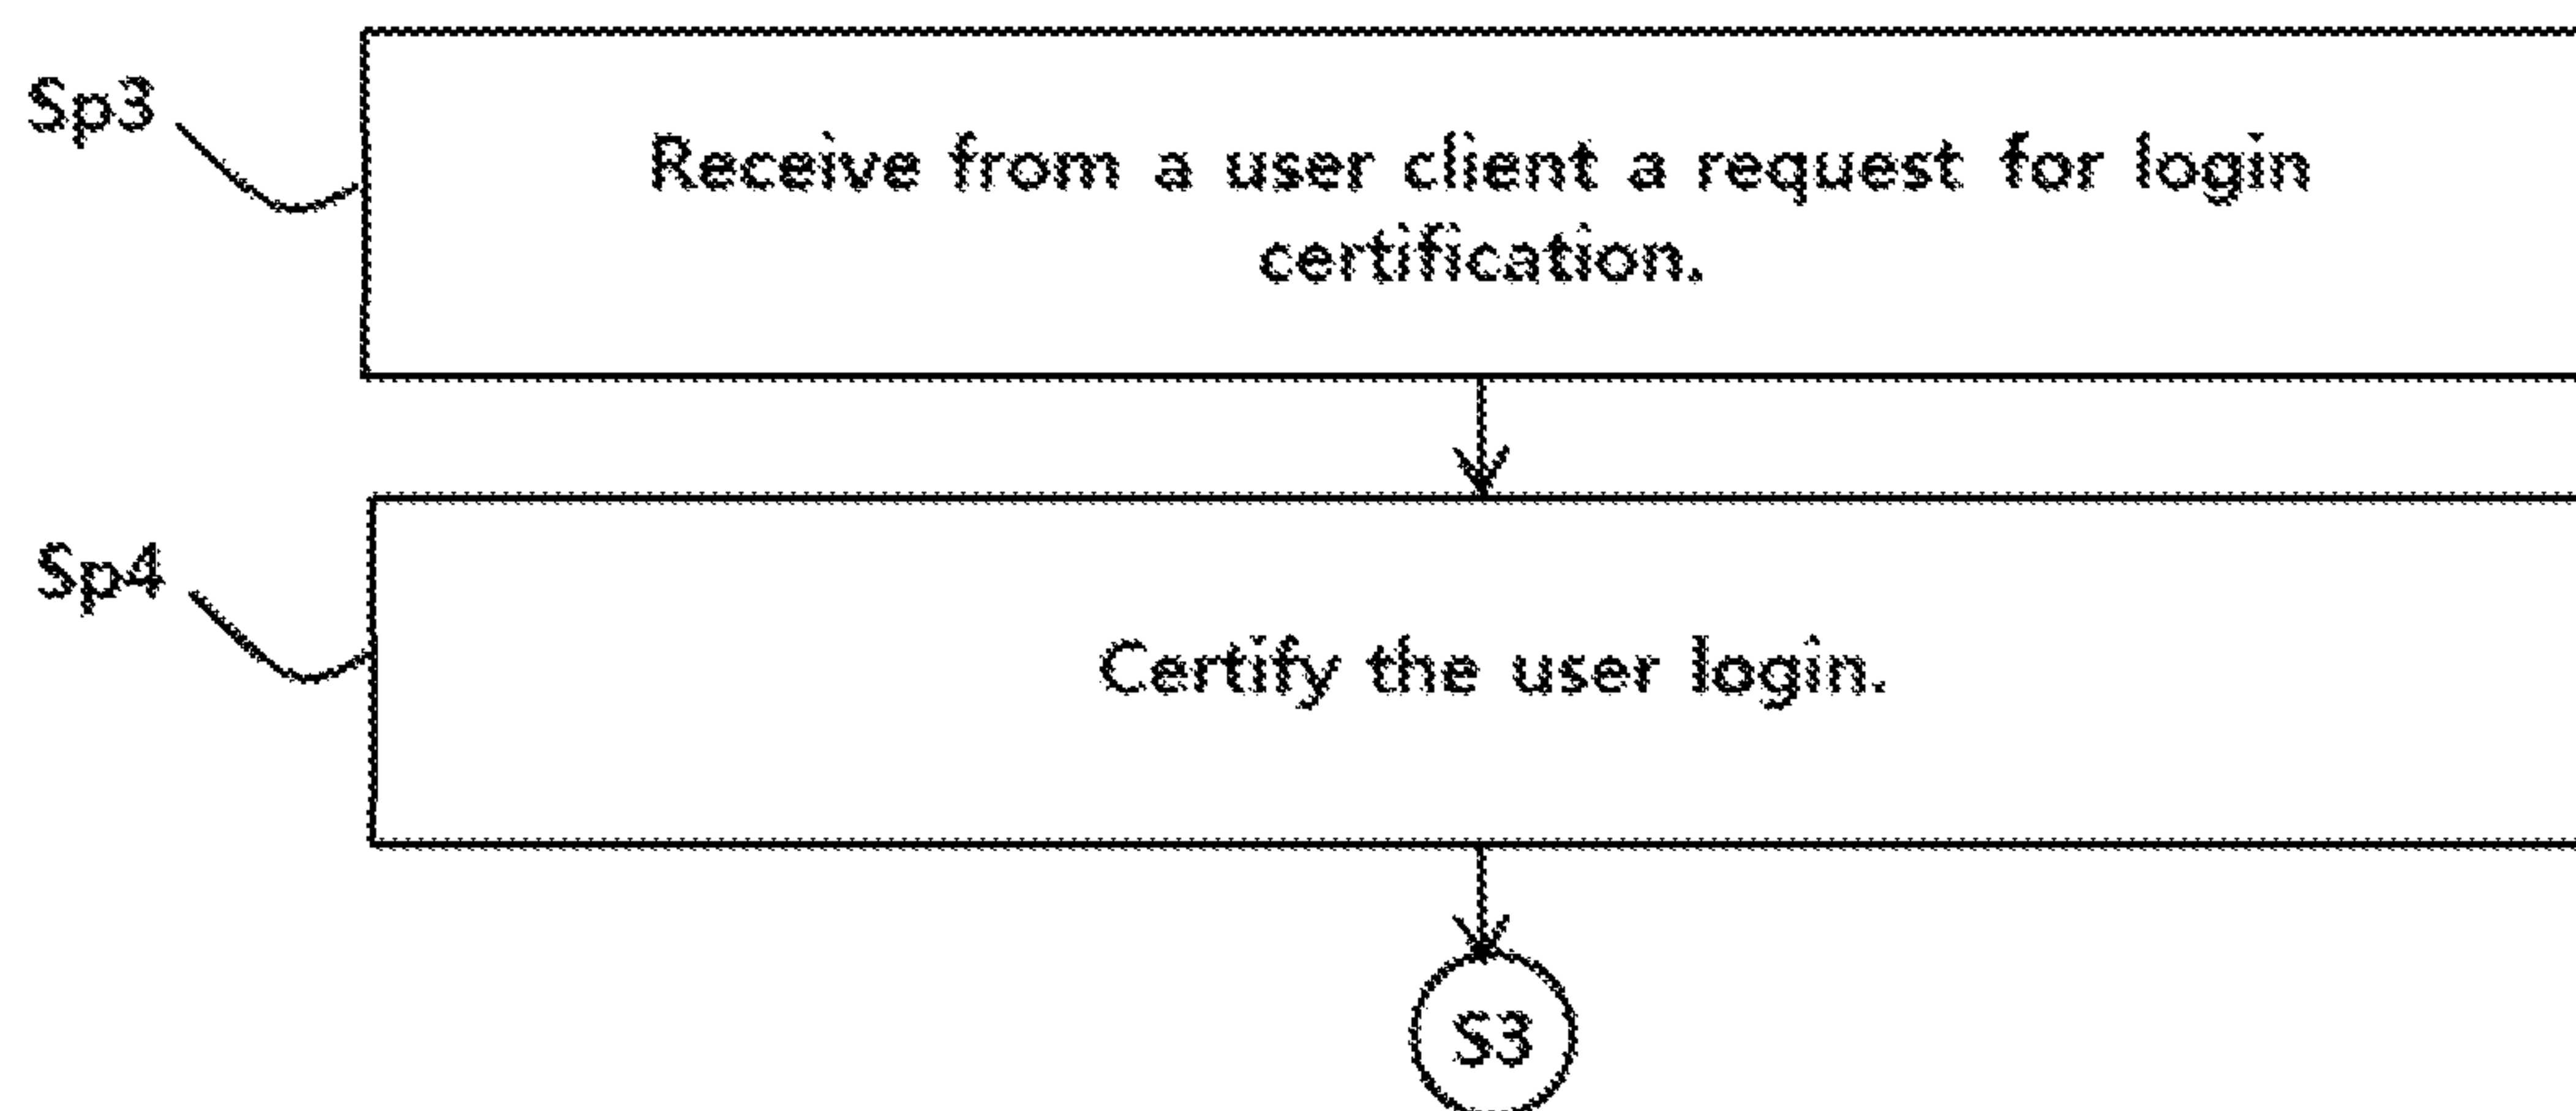 Sp3
Receive from a user client a request for login
certification.
Sp4
Certify the user login.
S3